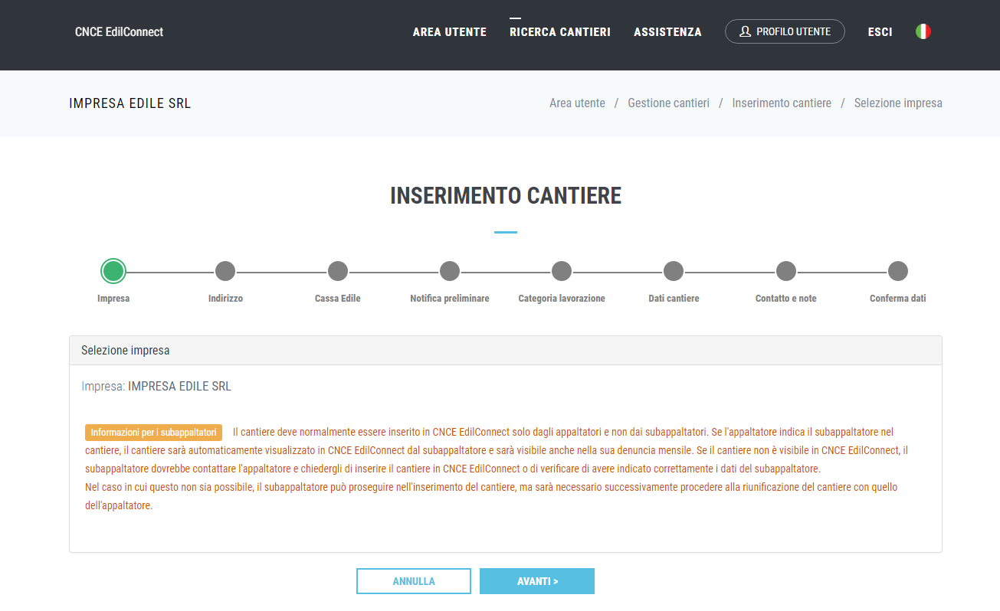 CNCE EdilConnect
AREA UTENTE
RICERCA CANTIERI
ASSISTENZA
PROFILO UTENTE
ESCI
IMPRESA EDILE SRL
Area utente / Gestione cantieri / Inserimento cantiere / Selezione impresa
INSERIMENTO CANTIERE
Impresa
Indirizzo
Cassa Edile
Notifica preliminare
Categoria lavorazione
Dati cantiere
Contatto e note
Conferma dati
Selezione impresa
Impresa: IMPRESA EDILE SRL
Informazioni per i subappaltatori Il cantiere deve normalmente essere inserito in CNCE EdilConnect solo dagli appaltatori e non dai subappaltatori. Se l'appaltatore indica il subappaltatore nel
cantiere, il cantiere sarà automaticamente visualizzato in CNCE EdilConnect dal subappaltatore e sarà visibile anche nella sua denuncia mensile. Se il cantiere non è visibile in CNCE EdilConnect, il
subappaltatore dovrebbe contattare l'appaltatore e chiedergli di inserire il cantiere in CNCE EdilConnect o di verificare di avere indicato correttamente i dati del subappaltatore.
Nel caso in cui questo non sia possibile, il subappaltatore può proseguire nell'inserimento del cantiere, ma sarà necessario successivamente procedere alla riunificazione del cantiere con quello
dell'appaltatore.
ANNULLA
AVANTI >